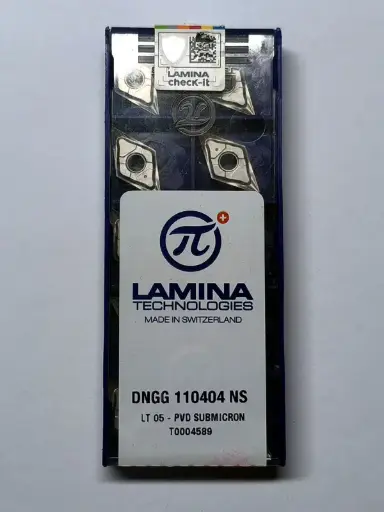 LAMINA
check-it
π
LAMINA
TECHNOLOGIES
MADE IN SWITZERLAND
DNGG 110404 NS
LT 05 - PVD SUBMICRON
T0004589